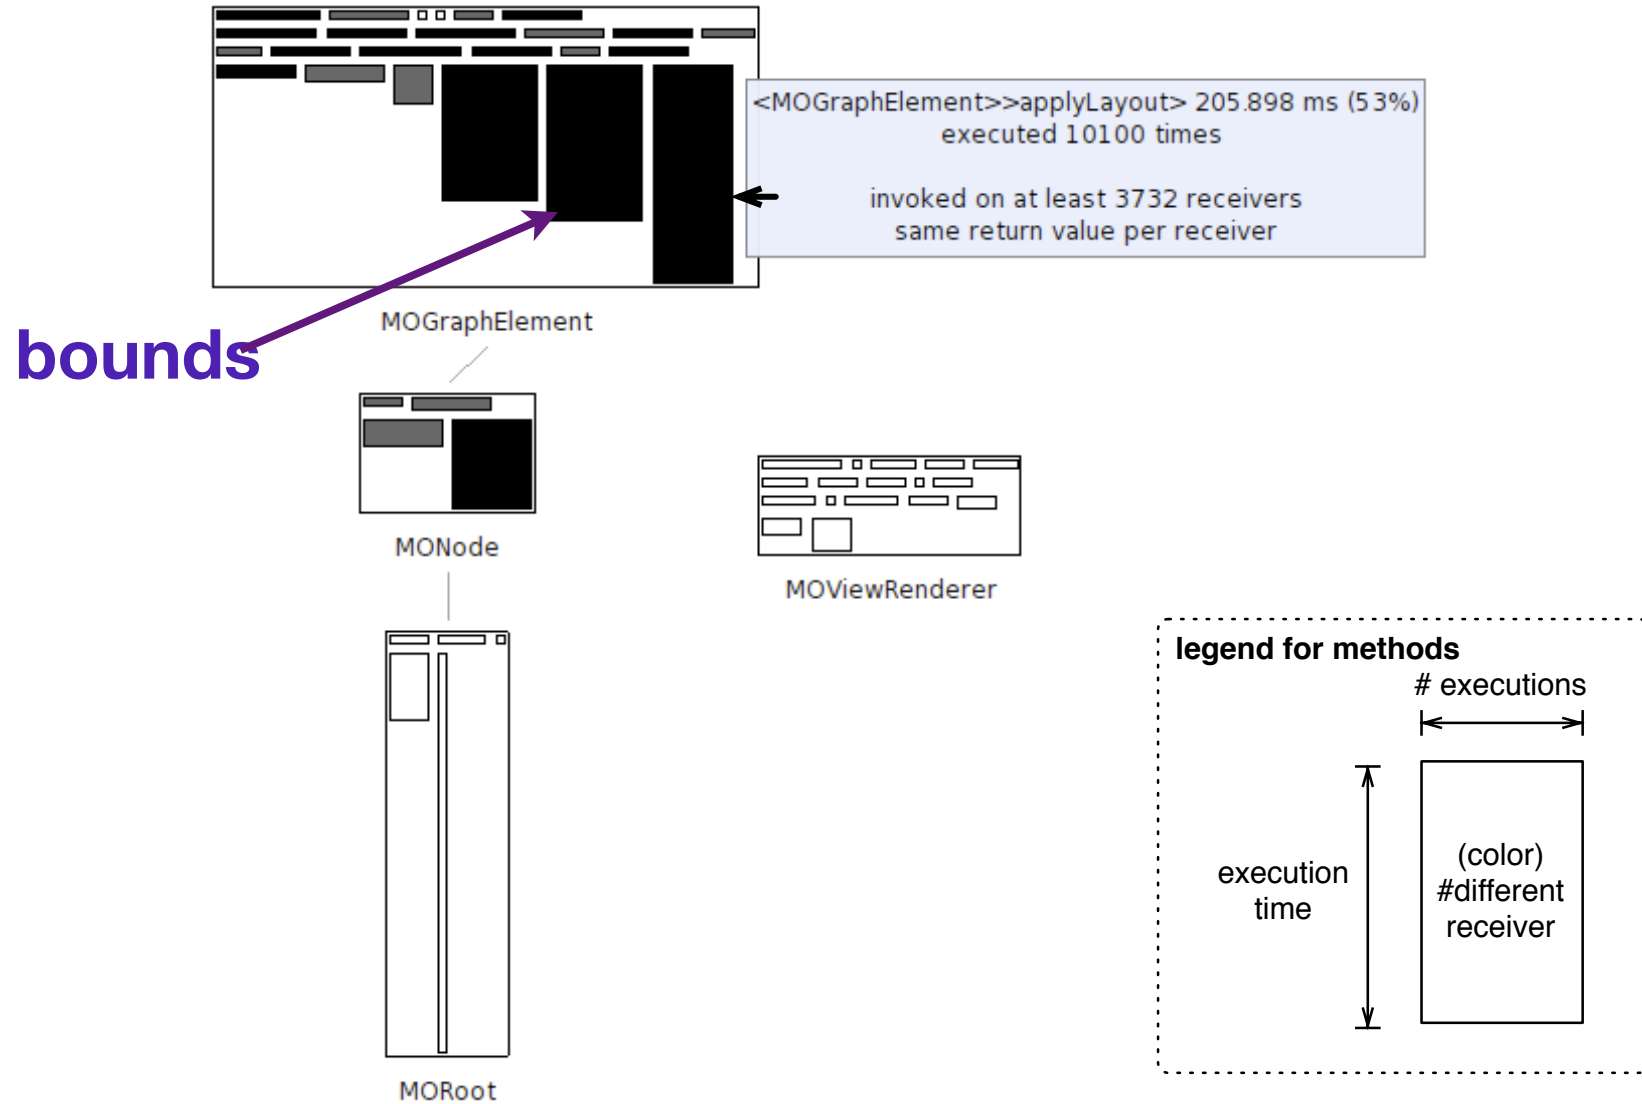 <MOGraphElement>>applyLayout> 205.898 ms (53%)
executed 10100 times
invoked on at least 3732 receivers
same return value per receiver
MOGraphElement
bounds
MONode
MOViewRenderer
MORoot
legend for methods
# executions
execution
time
(color)
#different
receiver